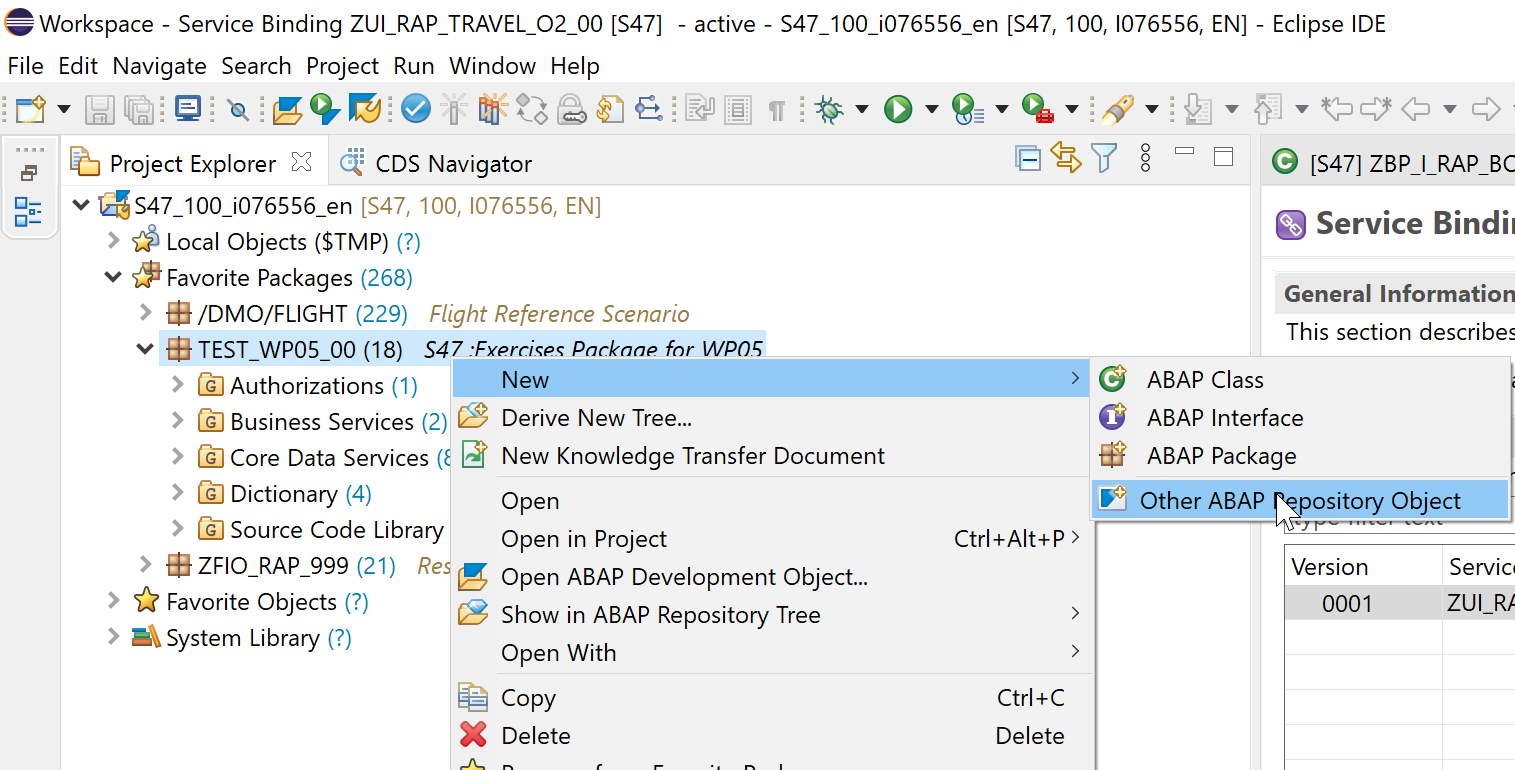 Workspace - Service Binding ZUI_RAP_TRAVEL_O2_00 [S47]  - active - S47_100_i076556_en [S47, 100, I076556, EN] - Eclipse IDE
File Edit Navigate Search Project Run Window Help
Project Explorer
CDS Navigator
S47_100_i076556_en [S47, 100, I076556, EN]
Local Objects ($TMP) (?)
Favorite Packages (268)
/DMO/FLIGHT (229) Flight Reference Scenario
TEST_WP05_00 (18) S47 :Exercises Package for WP05
Authorizations (1)
Business Services (2)
Core Data Services
Dictionary (4)
Source Code Library
ZFIO_RAP_999 (21)
Favorite Objects (?)
System Library (?)
New
Derive New Tree...
New Knowledge Transfer Document
Open
Open in Project Ctrl+Alt+P
Open ABAP Development Object...
Show in ABAP Repository Tree
Open With
Copy Ctrl+C
Delete Delete
ABAP Class
ABAP Interface
ABAP Package
Other ABAP Repository Object
[S47] ZBP_I_RAP_BO
Service Bindin
General Information
This section describes
type filter text
Version Service
0001 ZUI_RA